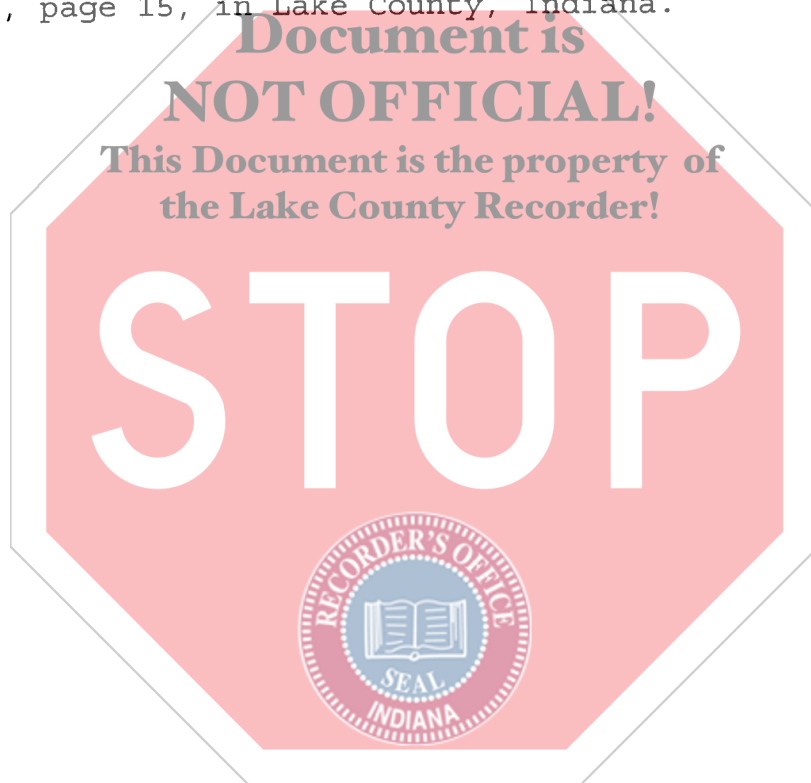 , page 15, in Lake County, Indiana.
Document is
NOT OFFICIAL!
This Document is the property of
the Lake County Recorder!
STOP
RECORDER'S OFFICE
SEAL
INDIANA